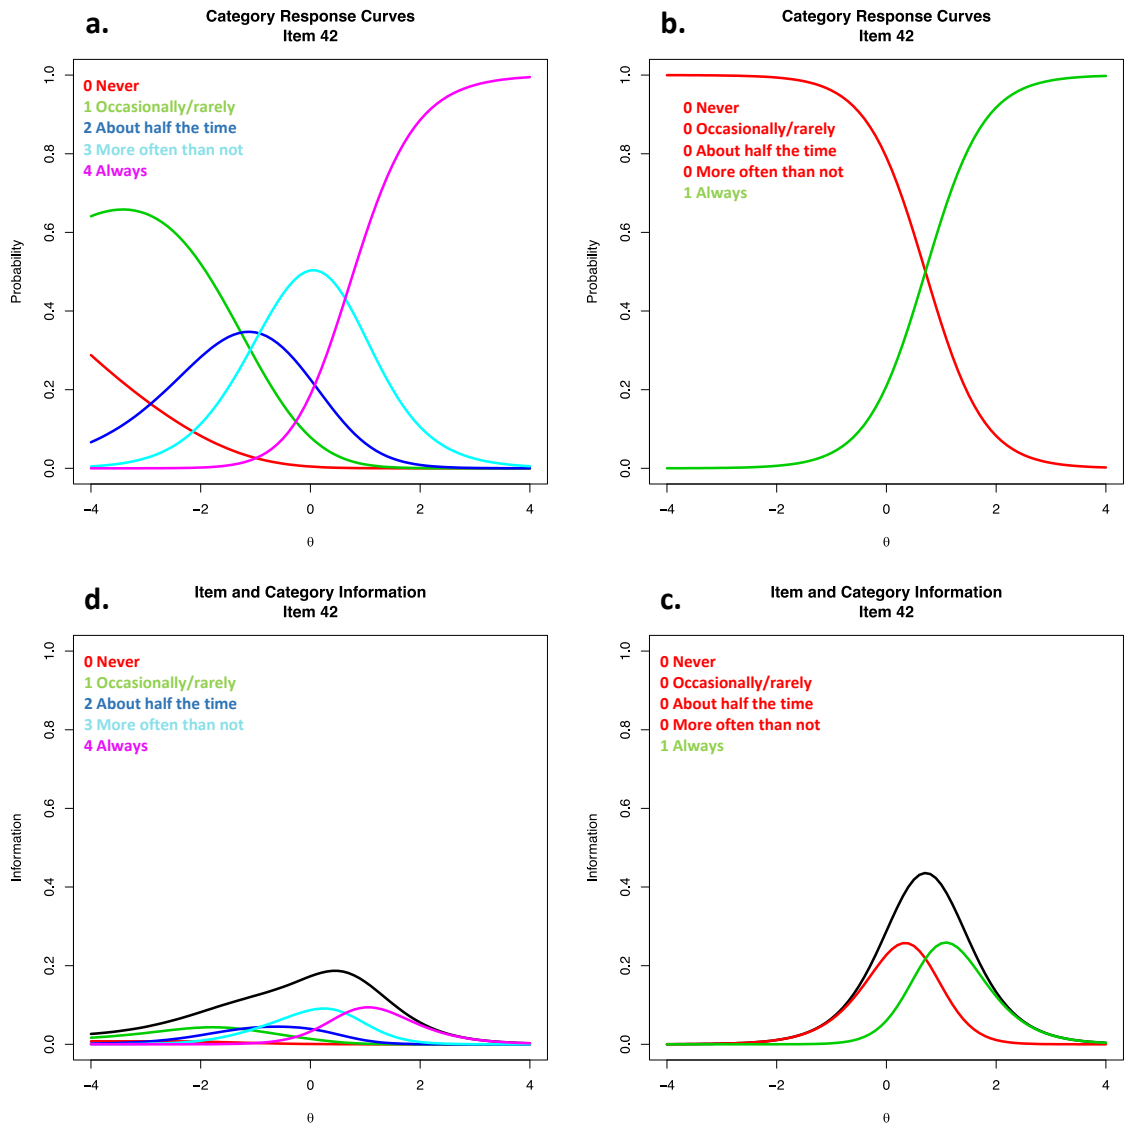 a.
Category Response Curves
Item 42
0 Never
1 Occasionally/rarely
2 About half the time
3 More often than not
4 Always
Probability
0.0
0.2
0.4
0.6
0.8
1.0
−4
−2
0
2
4
θ
b.
Category Response Curves
Item 42
0 Never
0 Occasionally/rarely
0 About half the time
0 More often than not
1 Always
Probability
0.0
0.2
0.4
0.6
0.8
1.0
−4
−2
0
2
4
θ
d.
Item and Category Information
Item 42
0 Never
1 Occasionally/rarely
2 About half the time
3 More often than not
4 Always
Information
0.0
0.2
0.4
0.6
0.8
1.0
−4
−2
0
2
4
θ
c.
Item and Category Information
Item 42
0 Never
0 Occasionally/rarely
0 About half the time
0 More often than not
1 Always
Information
0.0
0.2
0.4
0.6
0.8
1.0
−4
−2
0
2
4
θ